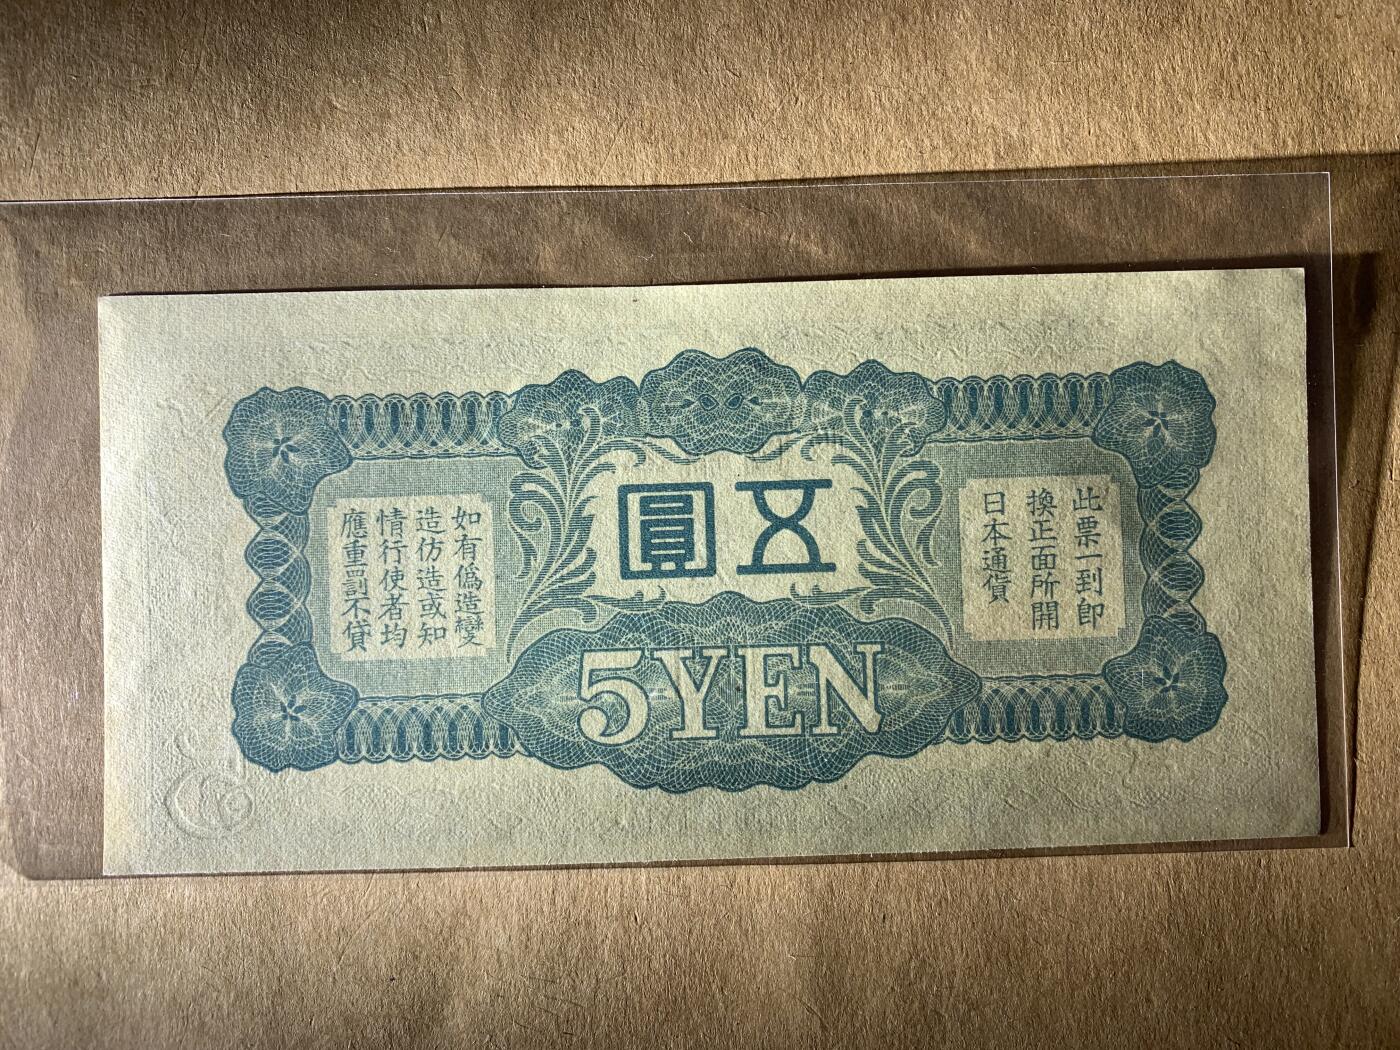 五圓
此票一到卽
換正面所開
日本通貨
如有僞造變
造仿造或知
情行使者均
應重罰不貸
5YEN